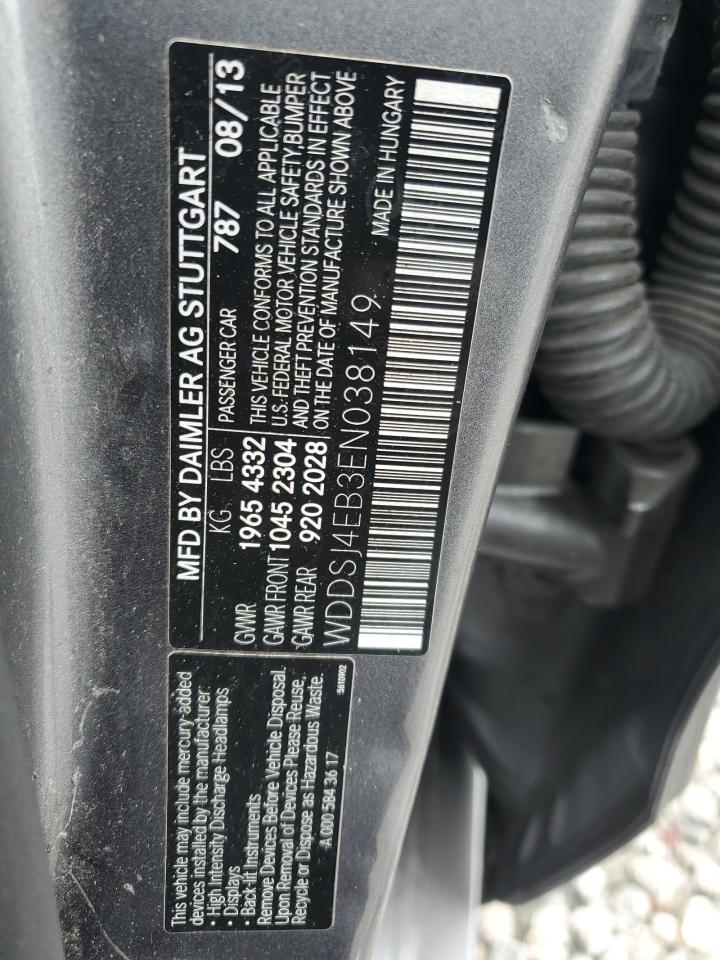 MFD BY DAIMLER AG STUTTGART
KG LBS PASSENGER CAR 787 08/13
GVWR 1965 4332 THIS VEHICLE CONFORMS TO ALL APPLICABLE
U.S. FEDERAL MOTOR VEHICLE SAFETY,BUMPER
GAWR FRONT 1045 2304 AND THEFT PREVENTION STANDARDS IN EFFECT
GAWR REAR 920 2028 ON THE DATE OF MANUFACTURE SHOWN ABOVE
WDDSJ4EB3EN038149 MADE IN HUNGARY
This vehicle may include mercury-added
devices installed by the manufacturer:
• High Intensity Discharge Headlamps
• Displays
• Back lit Instruments
Remove Devices Before Vehicle Disposal.
Upon Removal of Devices Please Reuse,
Recycle or Dispose as Hazardous Waste.
A 000 584 36 17
5610902